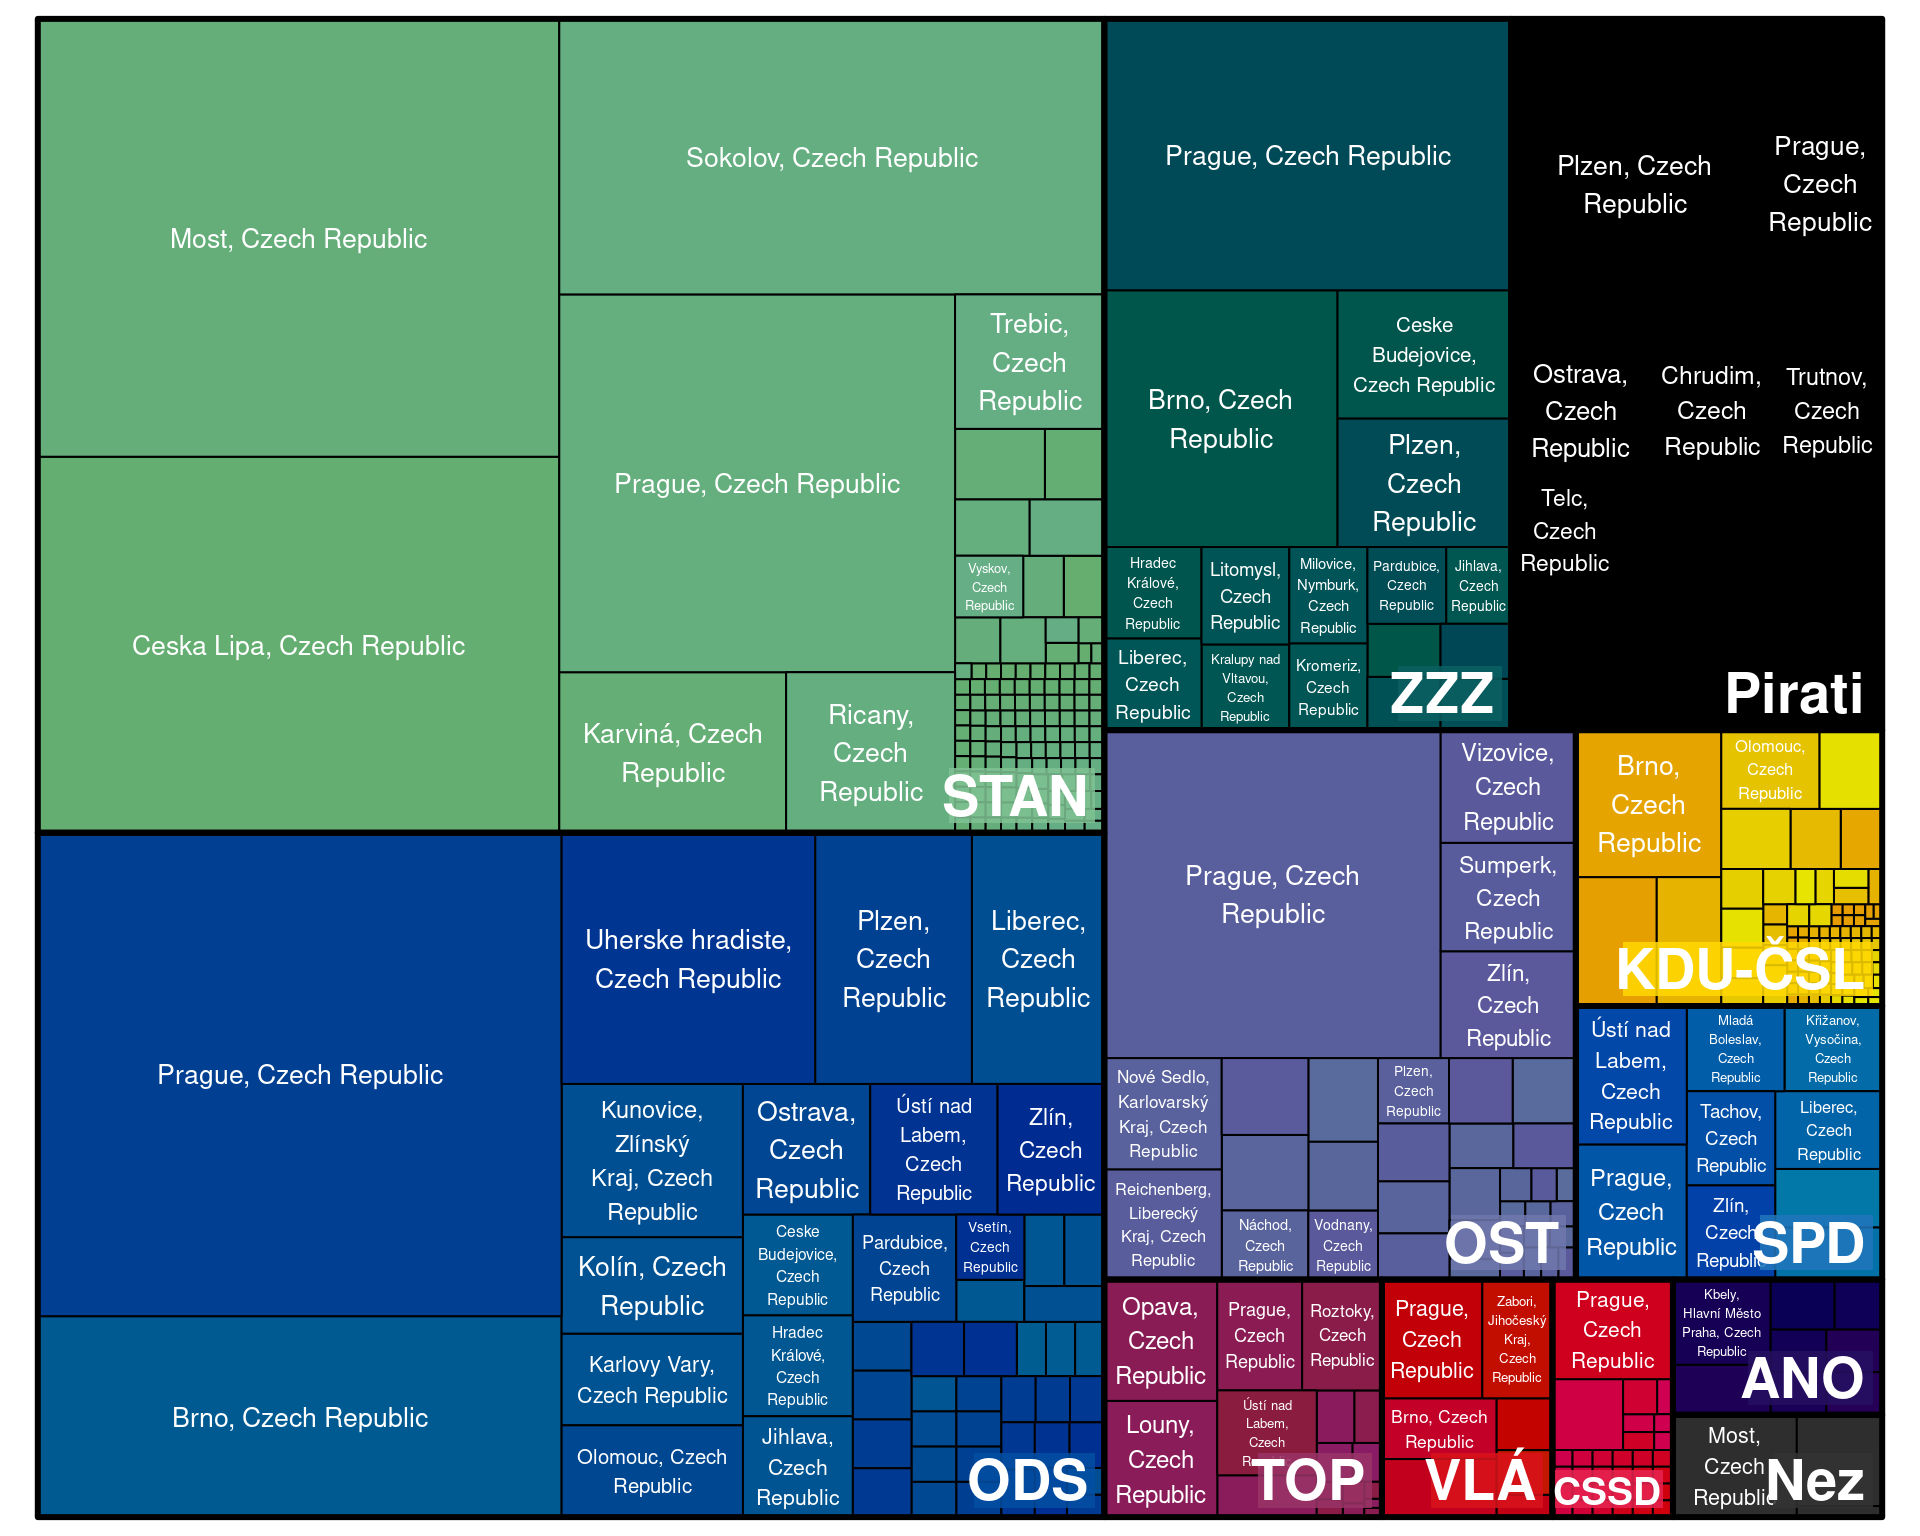 Most, Czech Republic
Ceska Lipa, Czech Republic
Sokolov, Czech Republic
Prague, Czech Republic
Trebic,
Czech
Republic
Vyskov,
Czech
Republic
Karviná, Czech
Republic
Ricany,
Czech
Republic
STAN
Prague, Czech Republic
Brno, Czech
Republic
Ceske
Budejovice,
Czech Republic
Plzen,
Czech
Republic
Hradec
Králové,
Czech
Republic
Litomysl,
Czech
Republic
Milovice,
Nymburk,
Czech
Republic
Pardubice,
Czech
Republic
Jihlava,
Czech
Republic
Liberec,
Czech
Republic
Kralupy nad
Vltavou,
Czech
Republic
Kromeriz,
Czech
Republic
ZZZ
Plzen, Czech
Republic
Prague,
Czech
Republic
Ostrava,
Czech
Republic
Chrudim,
Czech
Republic
Trutnov,
Czech
Republic
Telc,
Czech
Republic
Pirati
Prague, Czech Republic
Brno, Czech Republic
Uherske hradiste,
Czech Republic
Plzen,
Czech
Republic
Liberec,
Czech
Republic
Kunovice,
Zlínský
Kraj, Czech
Republic
Ostrava,
Czech
Republic
Ústí nad
Labem,
Czech
Republic
Zlín,
Czech
Republic
Kolín, Czech
Republic
Ceske
Budejovice,
Czech
Republic
Pardubice,
Czech
Republic
Vsetín,
Czech
Republic
Karlovy Vary,
Czech Republic
Hradec
Králové,
Czech
Republic
Olomouc, Czech
Republic
Jihlava,
Czech
Republic
ODS
Prague, Czech
Republic
Vizovice,
Czech
Republic
Sumperk,
Czech
Republic
Zlín,
Czech
Republic
Nové Sedlo,
Karlovarský
Kraj, Czech
Republic
Plzen,
Czech
Republic
Reichenberg,
Liberecký
Kraj, Czech
Republic
Náchod,
Czech
Republic
Vodnany,
Czech
Republic
OST
Brno,
Czech
Republic
Olomouc,
Czech
Republic
KDU-ČSL
Ústí nad
Labem,
Czech
Republic
Mladá
Boleslav,
Czech
Republic
Křižanov,
Vysočina,
Czech
Republic
Tachov,
Czech
Republic
Liberec,
Czech
Republic
Prague,
Czech
Republic
Zlín,
Czech
Republic
SPD
Opava,
Czech
Republic
Prague,
Czech
Republic
Roztoky,
Czech
Republic
Louny,
Czech
Republic
Ústí nad
Labem,
Czech
TOP
Prague,
Czech
Republic
Zabori,
Jihočeský
Kraj,
Czech
Republic
Brno, Czech
Republic
VLÁ
Prague,
Czech
Republic
CSSD
Kbely,
Hlavní Město
Praha, Czech
Republic
ANO
Most,
Czech
Republic
Nez